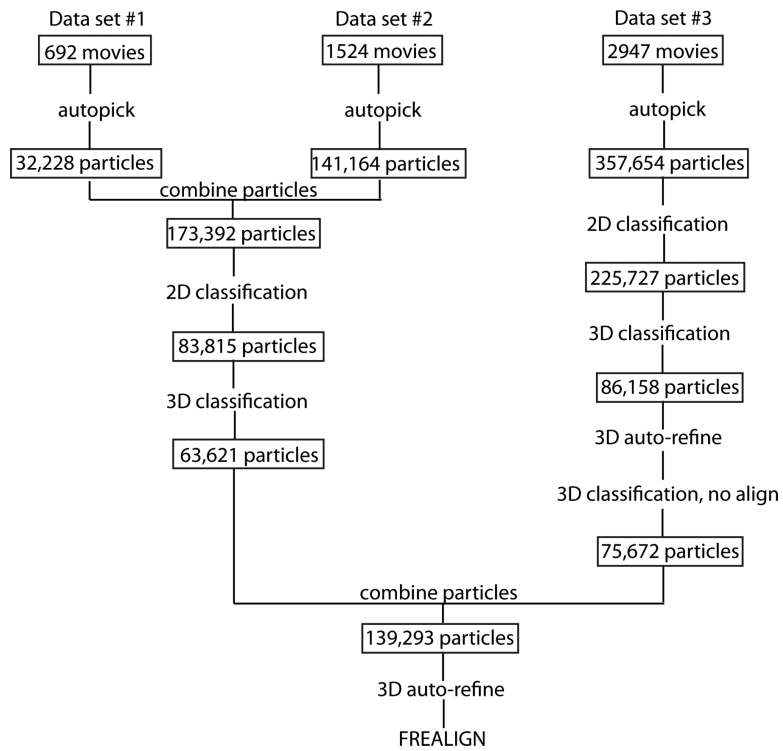 Data set #1
Data set #2
Data set #3
692 movies
1524 movies
2947 movies
autopick
autopick
autopick
32,228 particles
141,164 particles
357,654 particles
combine particles
173,392 particles
2D classification
2D classification
225,727 particles
83,815 particles
3D classification
3D classification
86,158 particles
63,621 particles
3D auto-refine
3D classification, no align
75,672 particles
combine particles
139,293 particles
3D auto-refine
FREALIGN